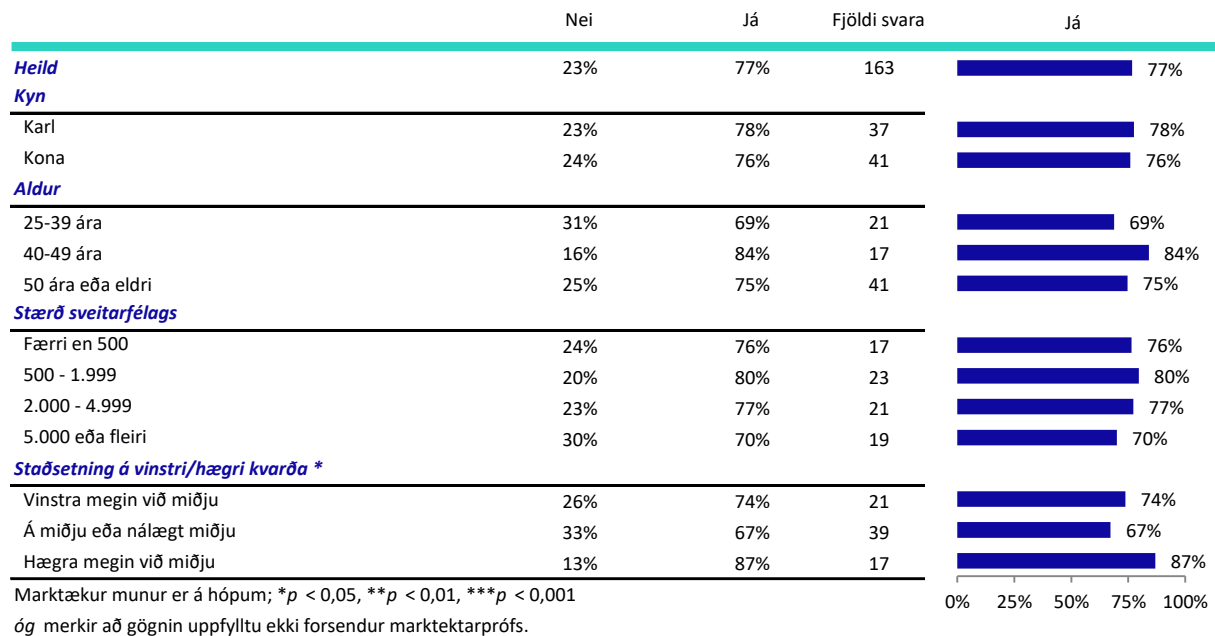 Nei Já Fjöldi svara Já
Heild 23% 77% 163 77%
Kyn
Karl 23% 78% 37 78%
Kona 24% 76% 41 76%
Aldur
25-39 ára 31% 69% 21 69%
40-49 ára 16% 84% 17 84%
50 ára eða eldri 25% 75% 41 75%
Stærð sveitarfélags
Færri en 500 24% 76% 17 76%
500 - 1.999 20% 80% 23 80%
2.000 - 4.999 23% 77% 21 77%
5.000 eða fleiri 30% 70% 19 70%
Staðsetning á vinstri/hægri kvarða *
Vinstra megin við miðju 26% 74% 21 74%
Á miðju eða nálægt miðju 33% 67% 39 67%
Hægra megin við miðju 13% 87% 17 87%
Marktækur munur er á hópum; *p < 0,05, **p < 0,01, ***p < 0,001
0% 25% 50% 75% 100%
óg merkir að gögnin uppfylltu ekki forsendur marktektarprófs.